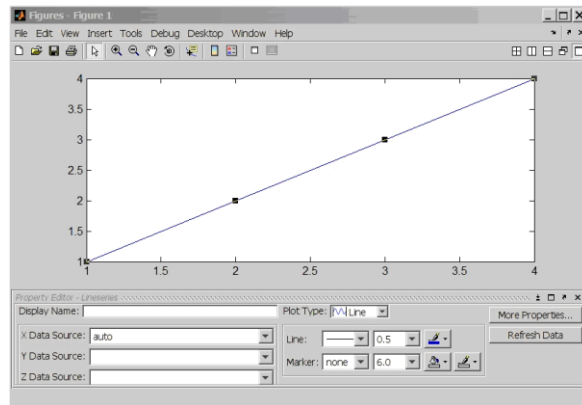 Figures - Figure 1
File Edit View Insert Tools Debug Desktop Window Help
4
3.5
3
2.5
2
1.5
1
1 1.5 2 2.5 3 3.5 4
Property Editor - Lineseries
Display Name: Plot Type: Line More Properties...
X Data Source: auto Line: 0.5 Refresh Data
Y Data Source: Marker: none 6.0
Z Data Source: